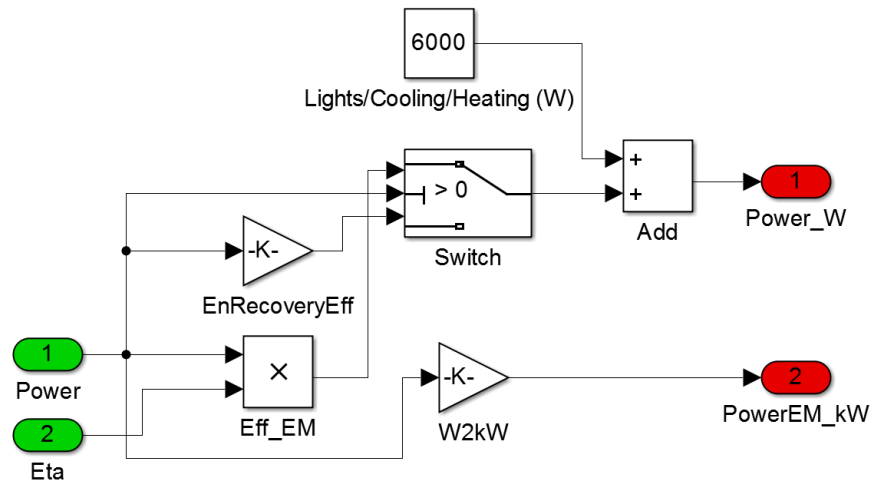 6000
Lights/Cooling/Heating (W)
> 0
Switch
+
+
Add
1
Power_W
-K-
EnRecoveryEff
1
Power
×
Eff_EM
2
Eta
-K-
W2kW
2
PowerEM_kW